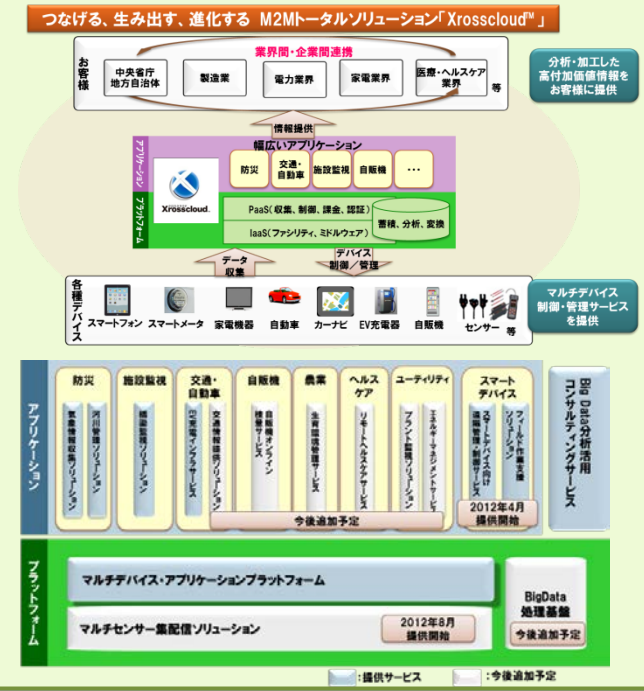 つなげる、生み出す、進化する M2Mトータルソリューション「Xrosscloud™」
お客様
業界間・企業間連携
中央省庁
地方自治体
製造業
電力業界
家電業界
医療・ヘルスケア
業界
等
分析・加工した
高付加価値情報を
お客様に提供
情報提供
アプリケーション
幅広いアプリケーション
防災
交通・
自動車
施設監視
自販機
・・・
Xrosscloud.
プラットフォーム
PaaS(収集、制御、課金、認証)
IaaS(ファシリティ、ミドルウェア)
蓄積、分析、変換
データ
収集
デバイス
制御/管理
各種デバイス
スマートフォン
スマートメータ
家電機器
自動車
カーナビ
EV充電器
自販機
センサー
等
マルチデバイス
制御・管理サービス
を提供
アプリケーション
防災
気象情報収集ソリューション
河川管理ソリューション
施設監視
橋梁監視ソリューション
交通・
自動車
EV充電インフラサービス
交通情報提供ソリューション
自販機
自販機オンライン
検量サービス
農業
生育環境管理サービス
ヘルス
ケア
リモートヘルスケアサービス
ユーティリティ
プラント監視ソリューション
エネルギーマネジメントサービス
スマート
デバイス
スマートデバイス向け
遠隔管理・制御サービス
フィールド作業支援
ソリューション
今後追加予定
2012年4月
提供開始
Big Data分析活用
コンサルティングサービス
プラットフォーム
マルチデバイス・アプリケーションプラットフォーム
マルチセンサー集配信ソリューション
2012年8月
提供開始
BigData
処理基盤
今後追加予定
:提供サービス
:今後追加予定